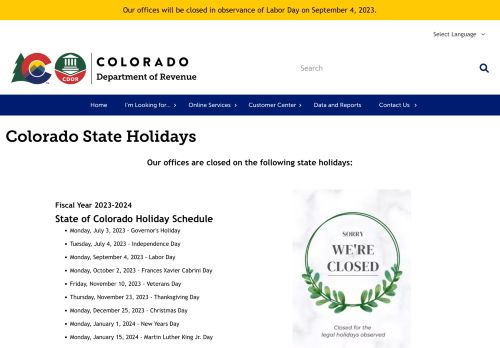 Our offices will be closed in observance of Labor Day on September 4, 2023.
Select Language
CDOR
COLORADO
Department of Revenue
Search
Home
I'm Looking for...
Online Services
Customer Center
Data and Reports
Contact Us
Colorado State Holidays
Our offices are closed on the following state holidays:
Fiscal Year 2023-2024
State of Colorado Holiday Schedule
Monday, July 3, 2023 - Governor's Holiday
Tuesday, July 4, 2023 - Independence Day
Monday, September 4, 2023 - Labor Day
Monday, October 2, 2023 - Frances Xavier Cabrini Day
Friday, November 10, 2023 - Veterans Day
Thursday, November 23, 2023 - Thanksgiving Day
Monday, December 25, 2023 - Christmas Day
Monday, January 1, 2024 - New Years Day
Monday, January 15, 2024 - Martin Luther King Jr. Day
SORRY
WE'RE
CLOSED
Closed for the
legal holidays observed